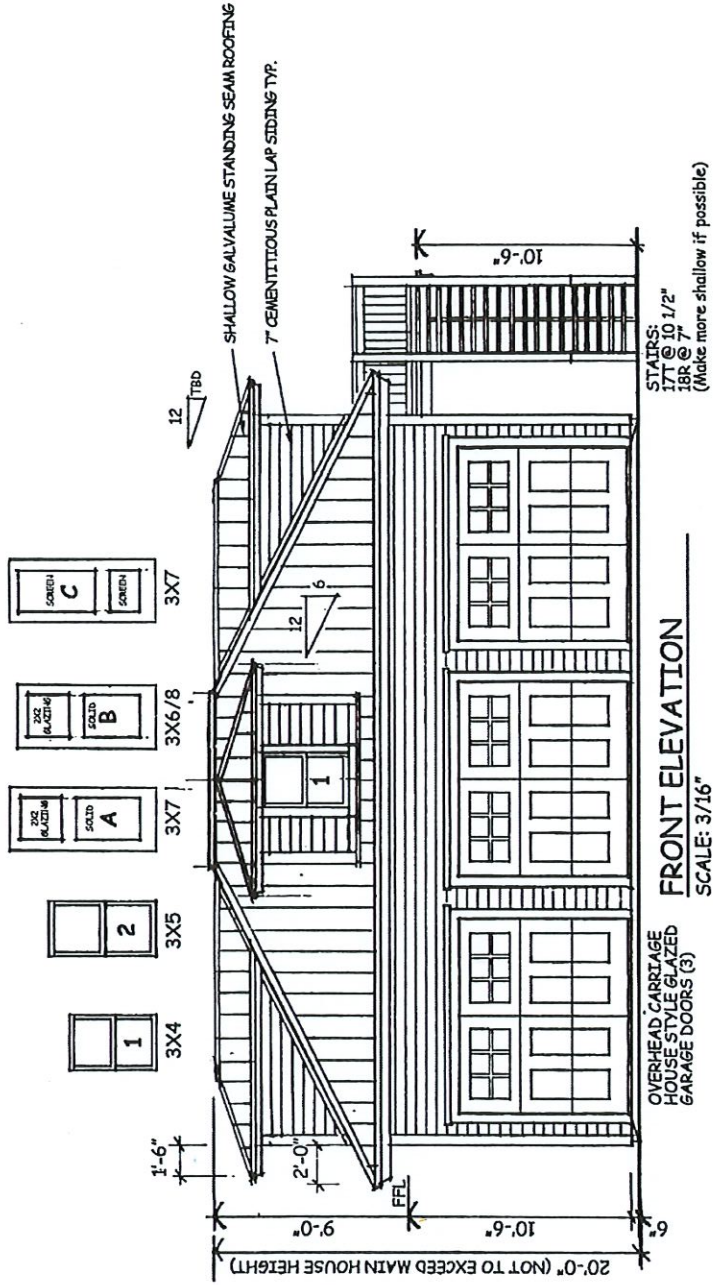 1
3X4
2
3X5
2X2
GLAZING
SOLID
A
3X7
2X2
GLAZING
SOLID
B
3X6/8
SCREEN
C
SCREEN
3X7
12
TBD
SHALLOW GALVALUME STANDING SEAM ROOFING
7" CEMENTITIOUS PLAIN LAP SIDING TYP.
1'-6"
2'-0"
12
6
1
FFL
20'-0" (NOT TO EXCEED MAIN HOUSE HEIGHT)
9'-0"
10'-6"
6"
10'-6"
OVERHEAD CARRIAGE
HOUSE STYLE GLAZED
GARAGE DOORS (3)
FRONT ELEVATION
SCALE: 3/16"
STAIRS:
17T @ 10 1/2"
18R @ 7"
(Make more shallow if possible)